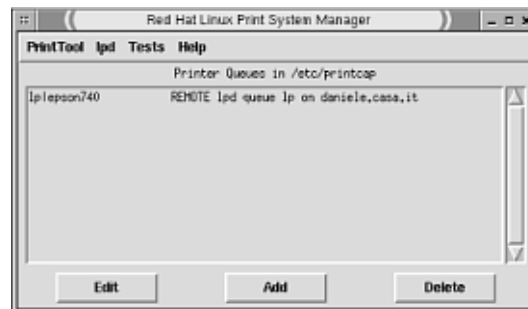 Red Hat Linux Print System Manager
PrintTool lpd Tests Help
Printer Queues in /etc/printcap
lplepson740 REMOTE lpd queue lp on daniele.casa.it
Edit Add Delete